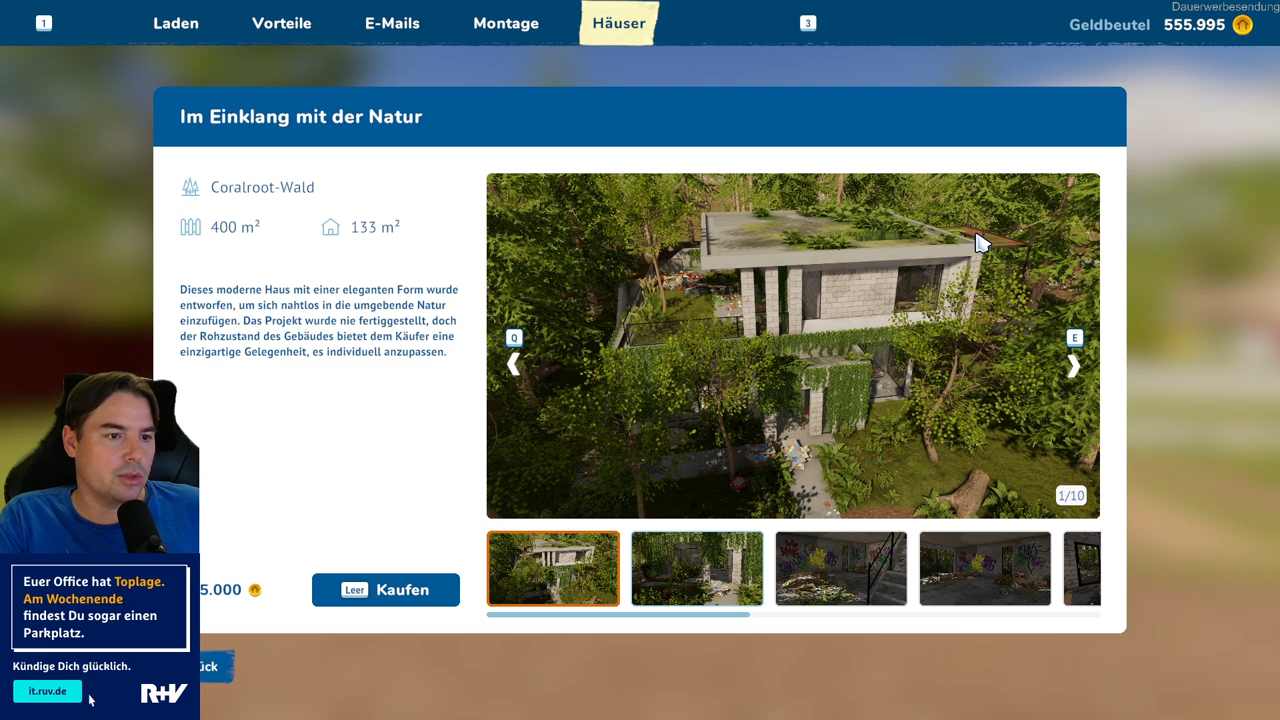 Dauerwerbesendung
1
Laden
Vorteile
E-Mails
Montage
Häuser
3
Geldbeutel
555.995
Im Einklang mit der Natur
Coralroot-Wald
400 m²
133 m²
Dieses moderne Haus mit einer eleganten Form wurde
entworfen, um sich nahtlos in die umgebende Natur
einzufügen. Das Projekt wurde nie fertiggestellt, doch
der Rohzustand des Gebäudes bietet dem Käufer eine
einzigartige Gelegenheit, es individuell anzupassen.
Q
E
1/10
5.000
Leer
Kaufen
ück
Euer Office hat Toplage.
Am Wochenende
findest Du sogar einen
Parkplatz.
Kündige Dich glücklich.
it.ruv.de
R+V